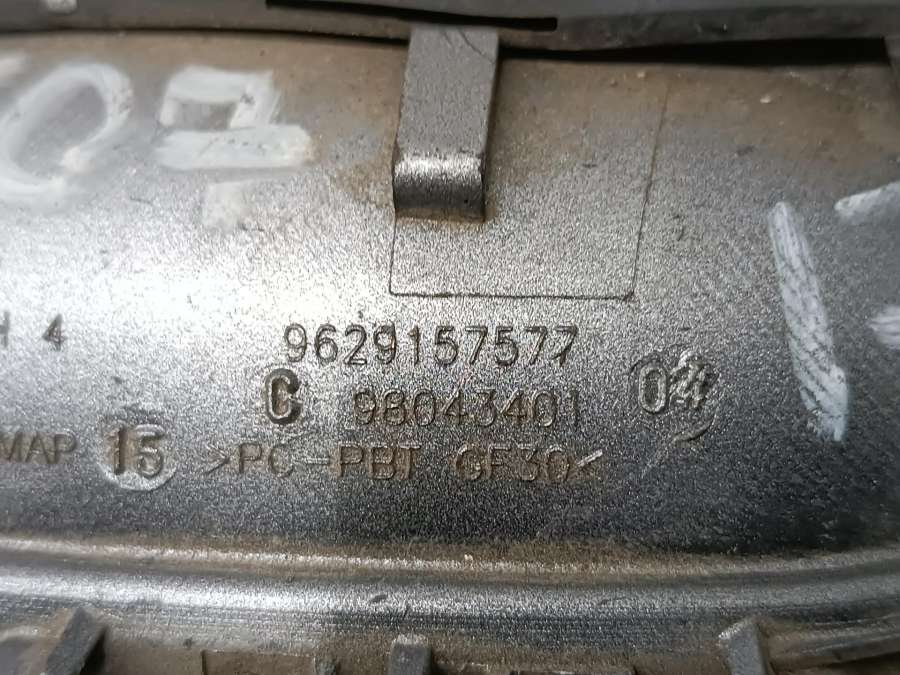 H 4
9629157577
C 98043401 04
MAP 15 >PC-PBT GF30<